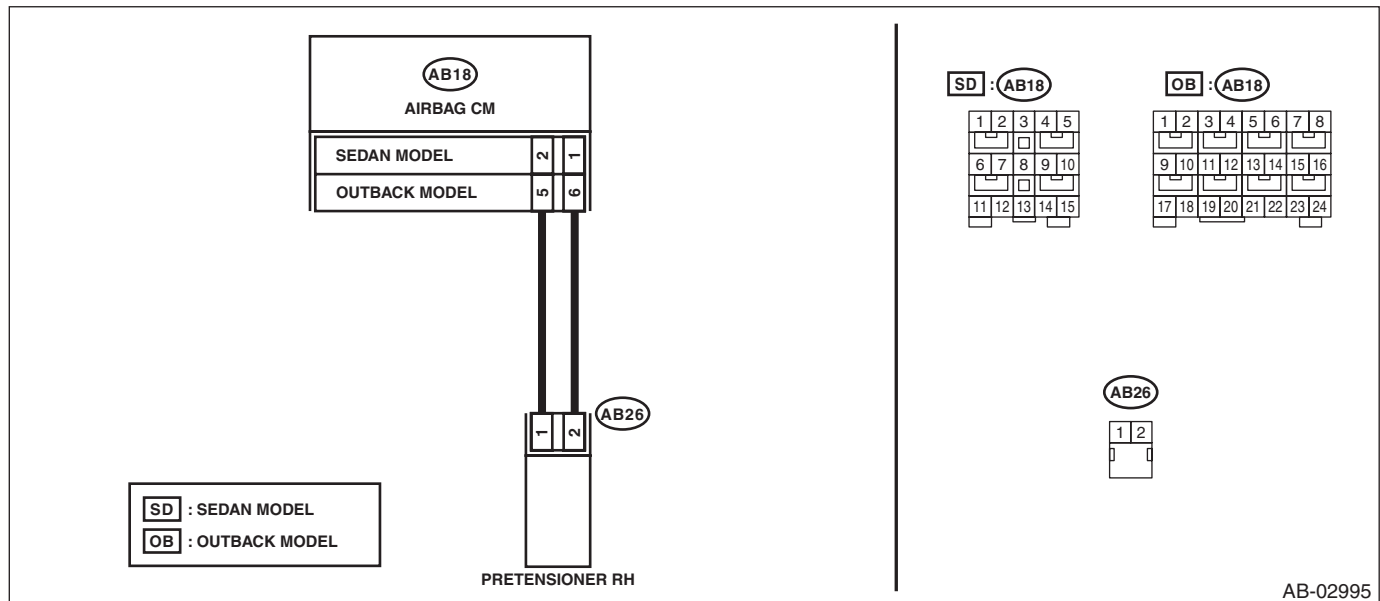 AB18
AIRBAG CM
SEDAN MODEL 2 1
OUTBACK MODEL 5 6
1 2 AB26
PRETENSIONER RH
SD : SEDAN MODEL
OB : OUTBACK MODEL
SD : AB18
1 2 3 4 5
6 7 8 9 10
11 12 13 14 15
OB : AB18
1 2 3 4 5 6 7 8
9 10 11 12 13 14 15 16
17 18 19 20 21 22 23 24
AB26
1 2
AB-02995